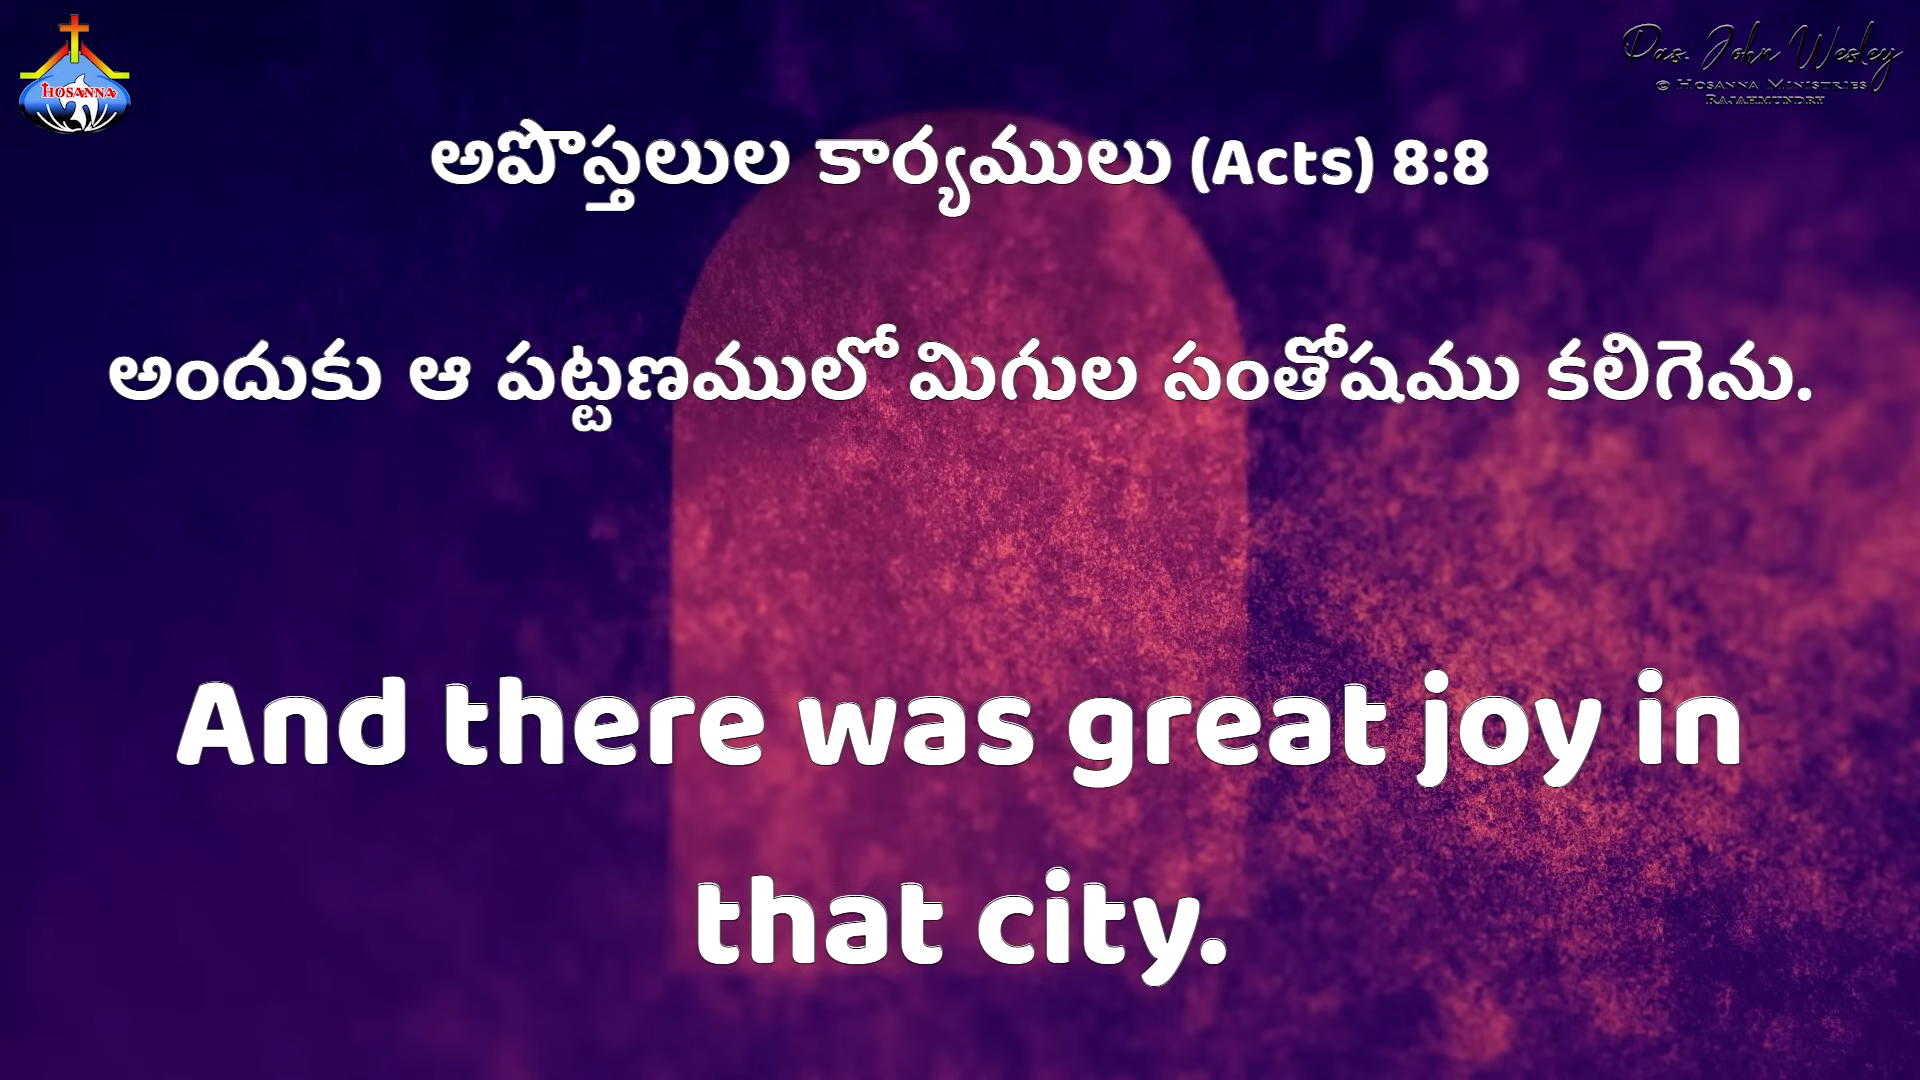 HOSANNA
Pas. John Wesley
© Hosanna Ministries
Rajahmundry
అపొస్తలుల కార్యములు (Acts) 8:8
అందుకు ఆ పట్టణములో మిగుల సంతోషము కలిగెను.
And there was great joy in
that city.